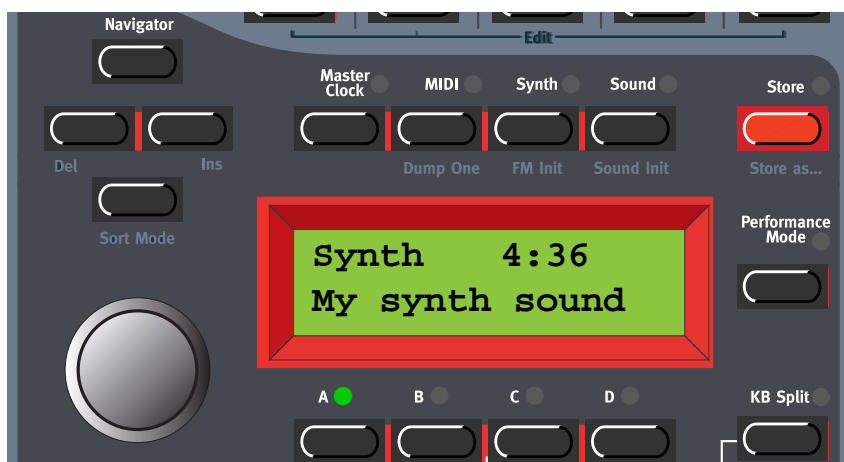 Navigator
Edit
Master
Clock
MIDI
Synth
Sound
Store
Del
Ins
Dump One
FM Init
Sound Init
Store as...
Sort Mode
Performance
Mode
Synth 4:36
My synth sound
A
B
C
D
KB Split